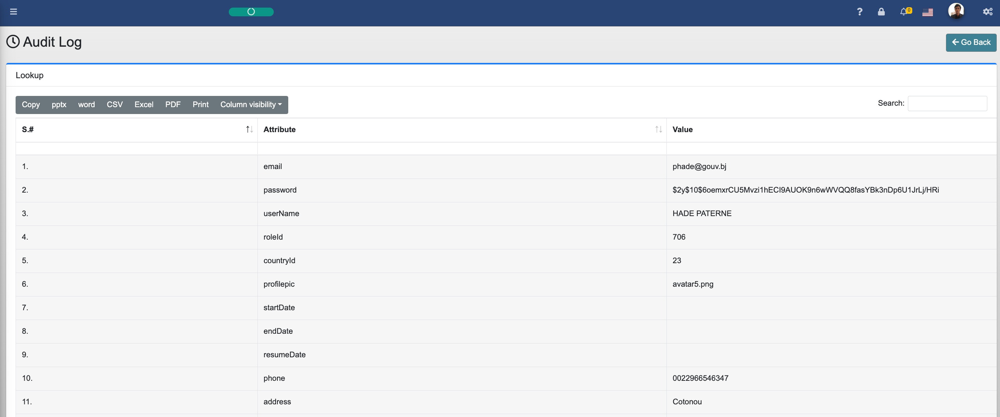 0
Audit Log
Go Back
Lookup
Copy pptx word CSV Excel PDF Print Column visibility
Search:
S.# Attribute Value
1. email phade@gouv.bj
2. password $2y$10$6oemxrCU5Mvzi1hECI9AUOK9n6wWVQQ8fasYBk3nDp6U1JrLj/HRi
3. userName HADE PATERNE
4. roleId 706
5. countryId 23
6. profilepic avatar5.png
7. startDate
8. endDate
9. resumeDate
10. phone 0022966546347
11. address Cotonou